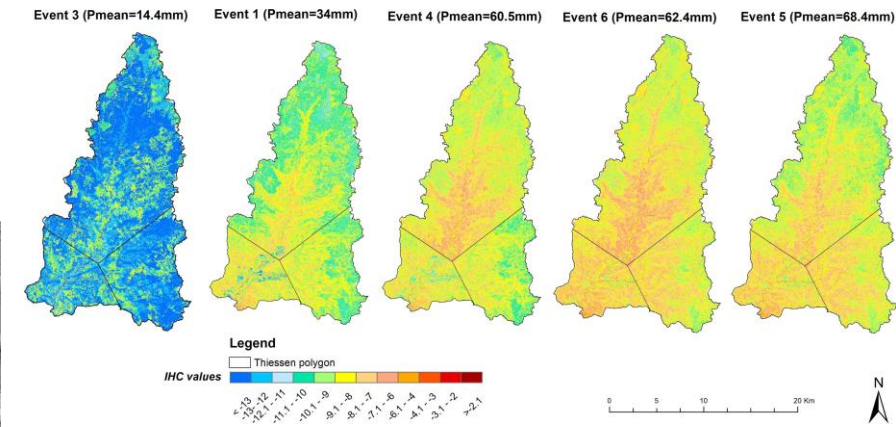 Event 3 (Pmean=14.4mm) Event 1 (Pmean=34mm) Event 4 (Pmean=60.5mm) Event 6 (Pmean=62.4mm) Event 5 (Pmean=68.4mm)
Legend
Thiessen polygon
IHC values
< -13
-13- -12
-12.1 - -11
-11.1 - -10
-10.1 - -9
-9.1 - -8
-8.1 - -7
-7.1 - -6
-6.1 - -4
-4.1 - -3
-3.1 - -2
>-2.1
0 5 10 20 Km
N